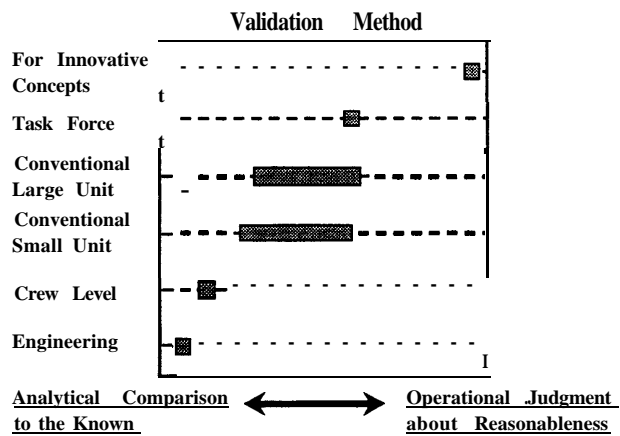 Validation Method
For Innovative
Concepts
t
Task Force
t
Conventional
Large Unit
Conventional
Small Unit
Crew Level
Engineering
I
Analytical Comparison
to the Known
Operational Judgment
about Reasonableness